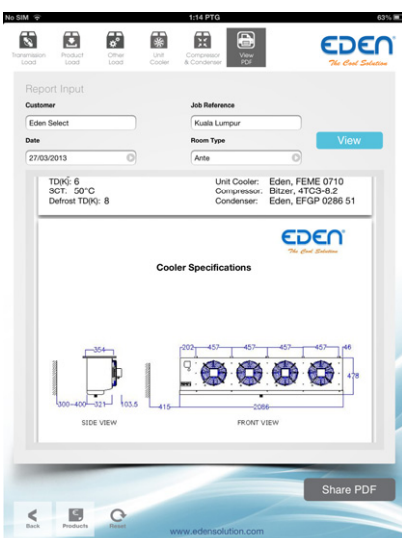 No SIM 1:14 PTG 63%
Transmission Load
Product Load
Other Load
Unit Cooler
Compressor & Condenser
View PDF
EDEN
The Cool Solution
Report Input
Customer
Job Reference
Eden Select
Kuala Lumpur
Date
Room Type
View
27/03/2013
Ante
TD(K): 6 Unit Cooler: Eden, FEME 0710
SCT: 50°C Compressor: Bitzer, 4TCS-8.2
Defrost TD(K): 8 Condenser: Eden, EFGP 0286 51
EDEN
The Cool Solution
Cooler Specifications
354
202 457 457 457 457 46
478
300-400 321 103.5
415
2086
SIDE VIEW
FRONT VIEW
Share PDF
Back
Products
Reset
www.edensolution.com